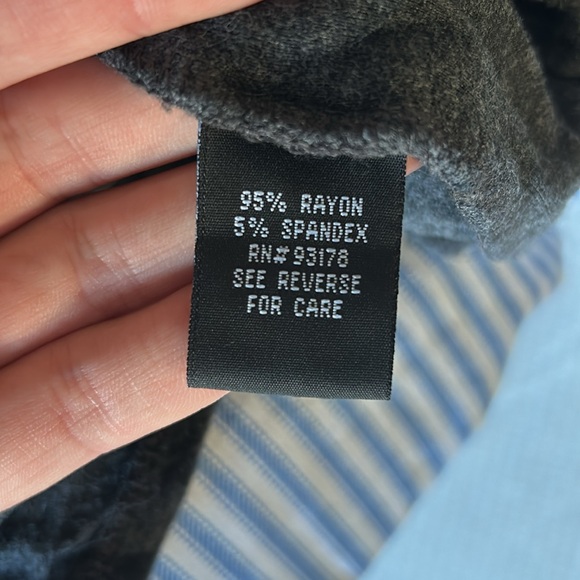 95% RAYON
5% SPANDEX
RN# 93178
SEE REVERSE
FOR CARE